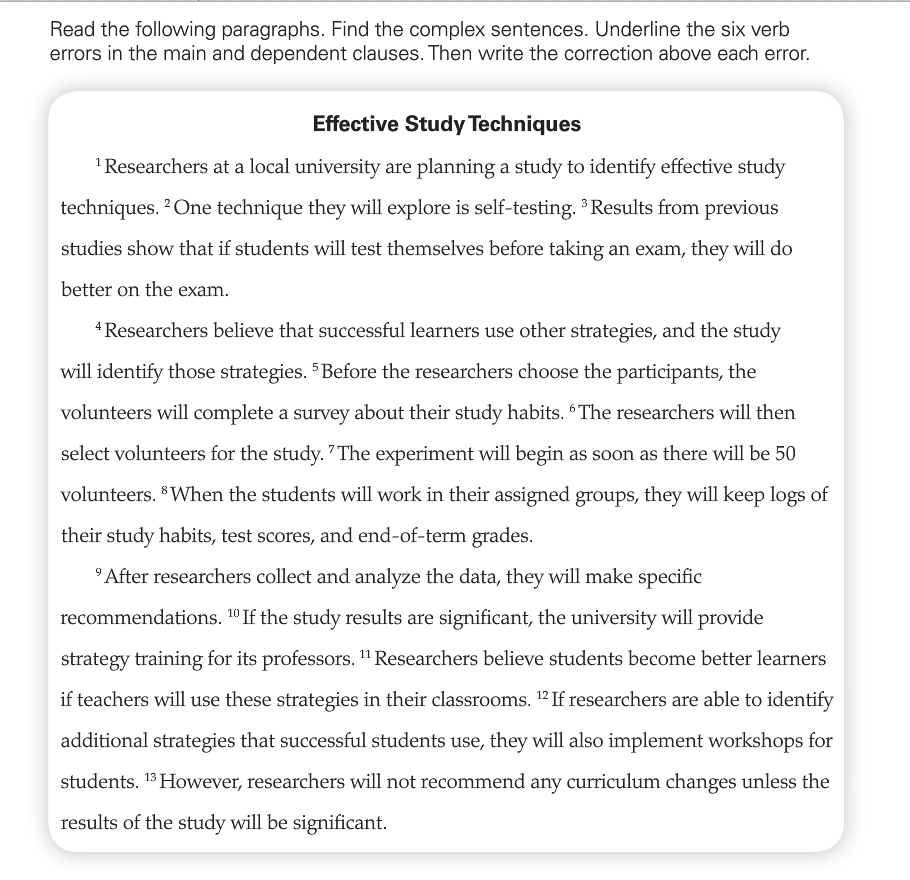 Read the following paragraphs. Find the complex sentences. Underline the six verb
errors in the main and dependent clauses. Then write the correction above each error.
Effective Study Techniques
1 Researchers at a local university are planning a study to identify effective study
techniques. 2 One technique they will explore is self-testing. 3 Results from previous
studies show that if students will test themselves before taking an exam, they will do
better on the exam.
4 Researchers believe that successful learners use other strategies, and the study
will identify those strategies. 5 Before the researchers choose the participants, the
volunteers will complete a survey about their study habits. 6 The researchers will then
select volunteers for the study. 7 The experiment will begin as soon as there will be 50
volunteers. 8 When the students will work in their assigned groups, they will keep logs of
their study habits, test scores, and end-of-term grades.
9 After researchers collect and analyze the data, they will make specific
recommendations. 10 If the study results are significant, the university will provide
strategy training for its professors. 11 Researchers believe students become better learners
if teachers will use these strategies in their classrooms. 12 If researchers are able to identify
additional strategies that successful students use, they will also implement workshops for
students. 13 However, researchers will not recommend any curriculum changes unless the
results of the study will be significant.